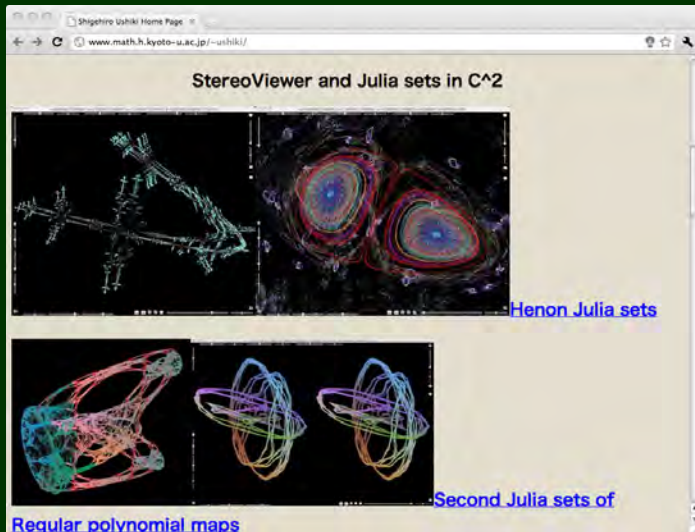 Shigehiro Ushiki Home Page
www.math.h.kyoto-u.ac.jp/~ushiki/
StereoViewer and Julia sets in C^2
Henon Julia sets
Second Julia sets of
Regular polynomial maps